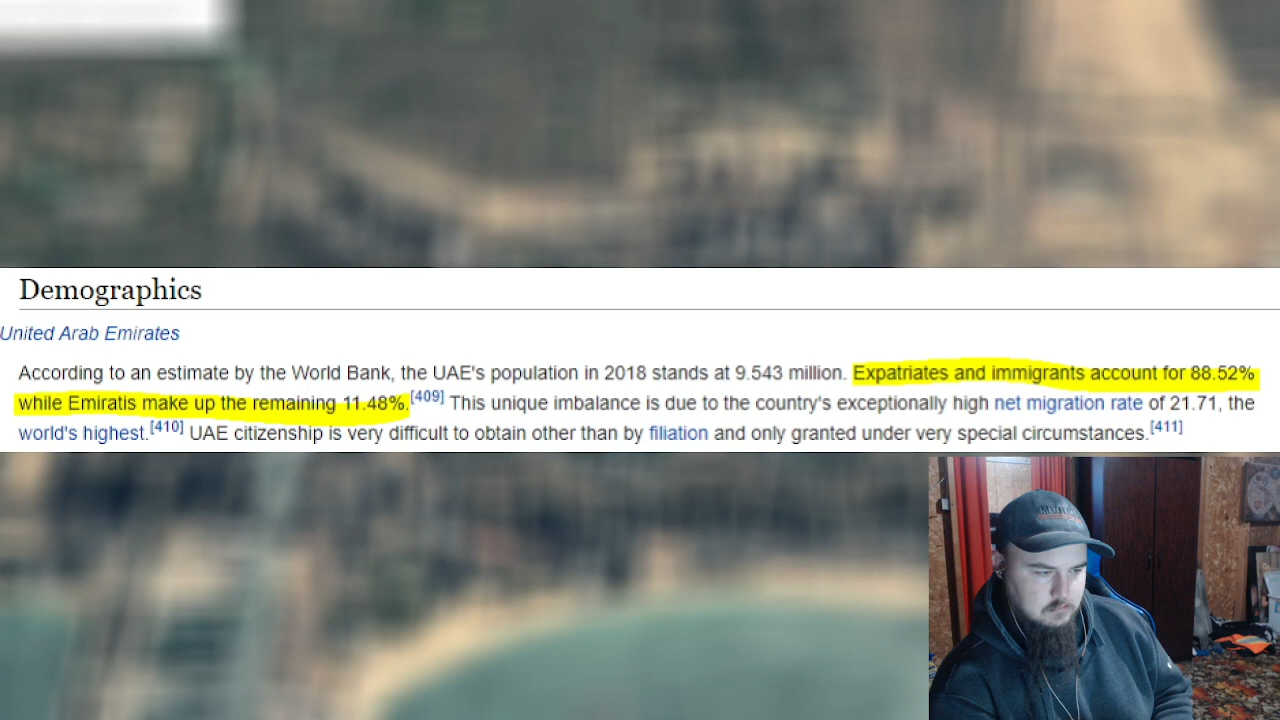 Demographics
United Arab Emirates
According to an estimate by the World Bank, the UAE's population in 2018 stands at 9.543 million. Expatriates and immigrants account for 88.52%
while Emiratis make up the remaining 11.48%.[409] This unique imbalance is due to the country's exceptionally high net migration rate of 21.71, the
world's highest.[410] UAE citizenship is very difficult to obtain other than by filiation and only granted under very special circumstances.[411]